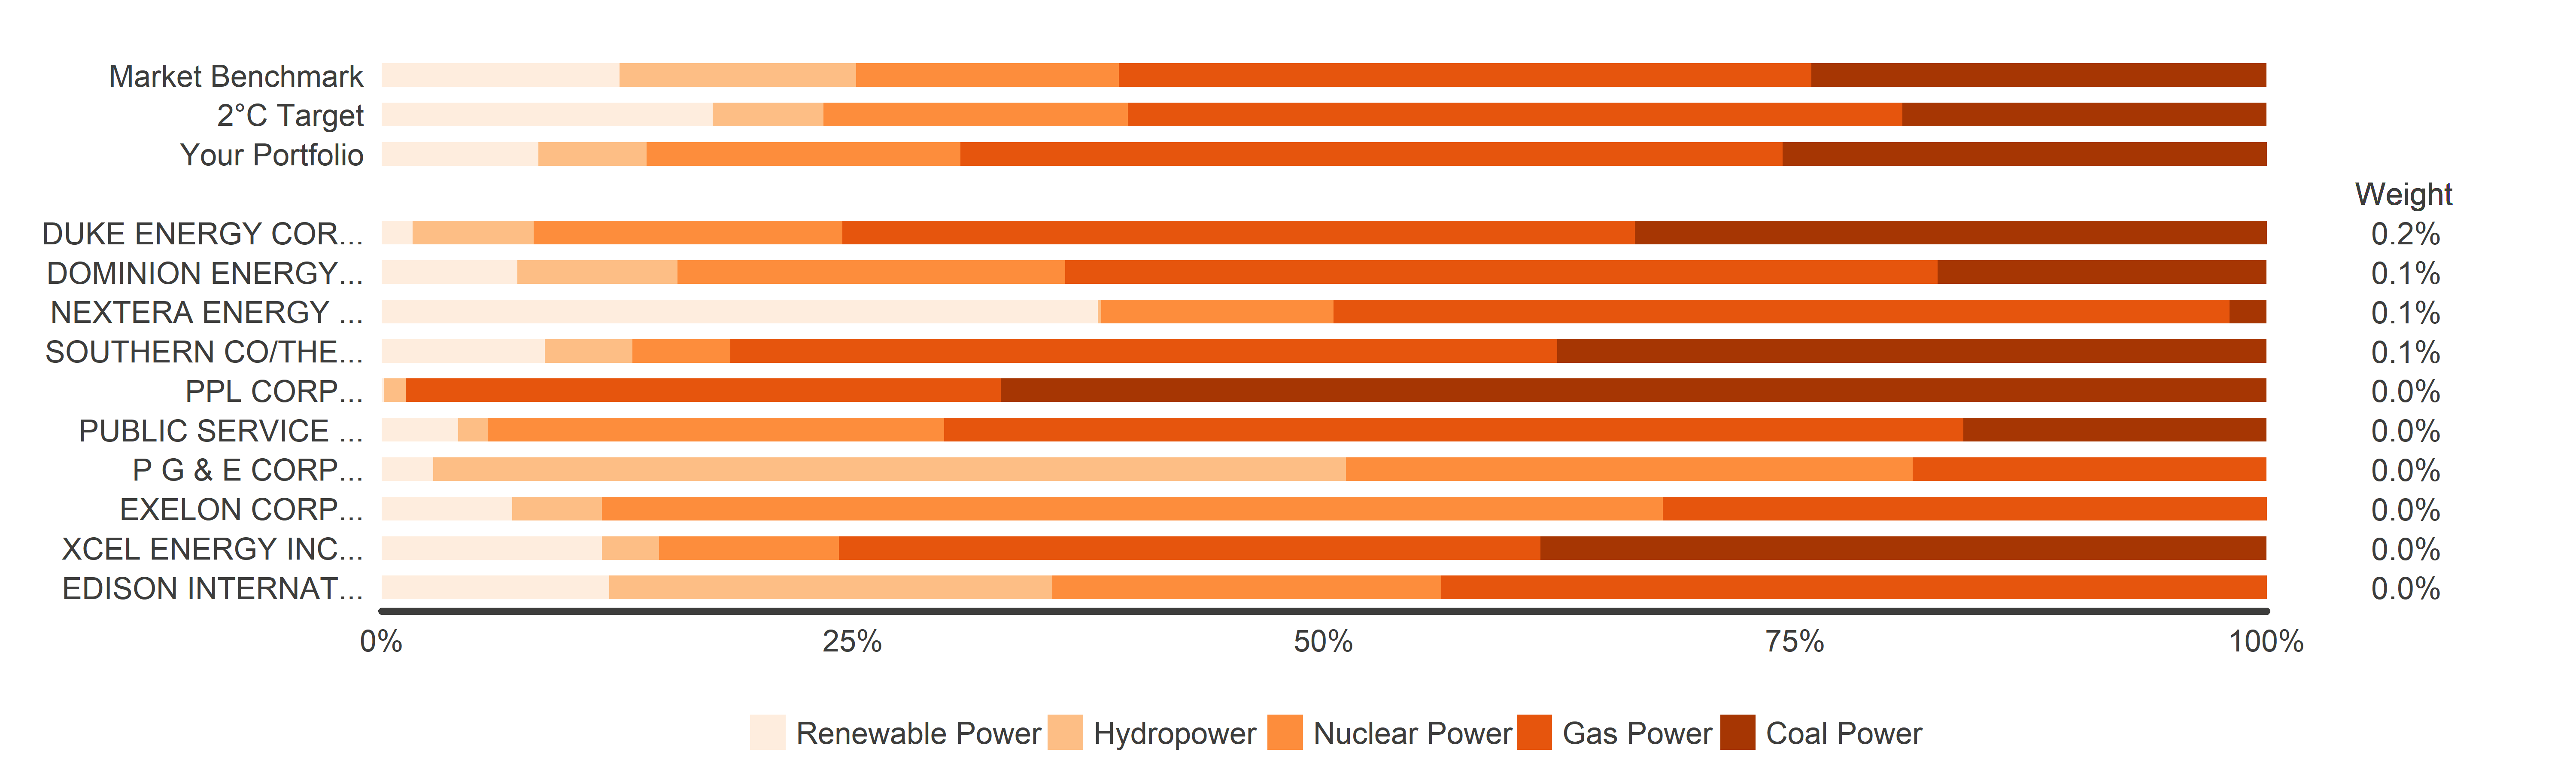 Market Benchmark
2°C Target
Your Portfolio
Weight
DUKE ENERGY COR... 0.2%
DOMINION ENERGY... 0.1%
NEXTERA ENERGY ... 0.1%
SOUTHERN CO/THE... 0.1%
PPL CORP... 0.0%
PUBLIC SERVICE ... 0.0%
P G & E CORP... 0.0%
EXELON CORP... 0.0%
XCEL ENERGY INC... 0.0%
EDISON INTERNAT... 0.0%
0% 25% 50% 75% 100%
Renewable Power Hydropower Nuclear Power Gas Power Coal Power